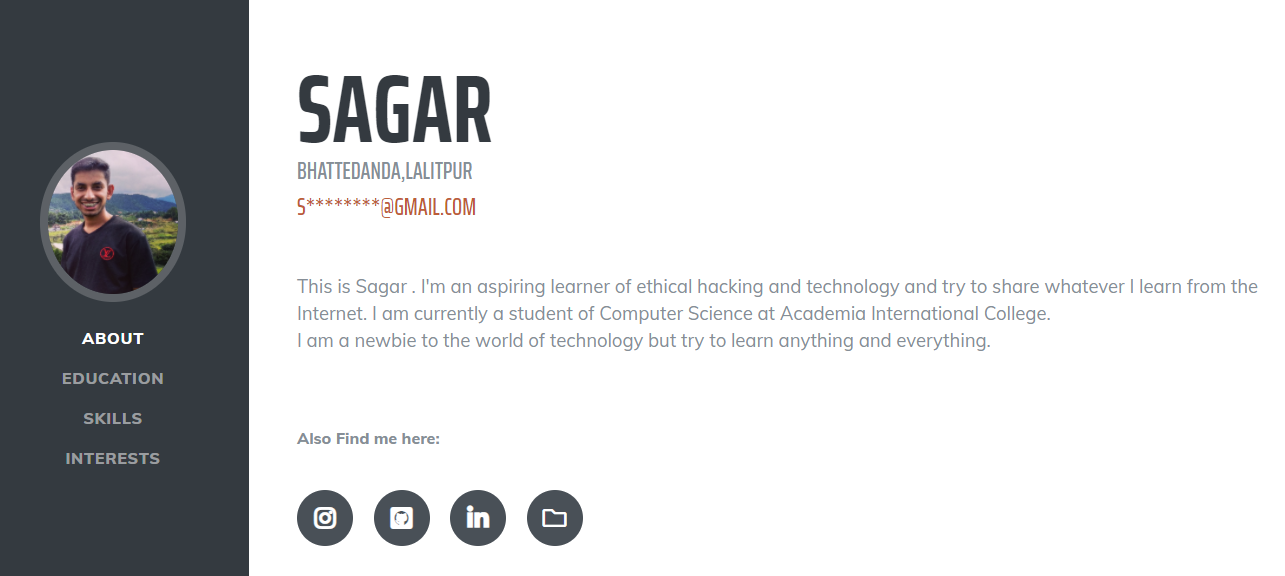 SAGAR
BHATTEDANDA,LALITPUR
S********@GMAIL.COM
This is Sagar . I'm an aspiring learner of ethical hacking and technology and try to share whatever I learn from the
Internet. I am currently a student of Computer Science at Academia International College.
I am a newbie to the world of technology but try to learn anything and everything.
ABOUT
EDUCATION
SKILLS
INTERESTS
Also Find me here:
in